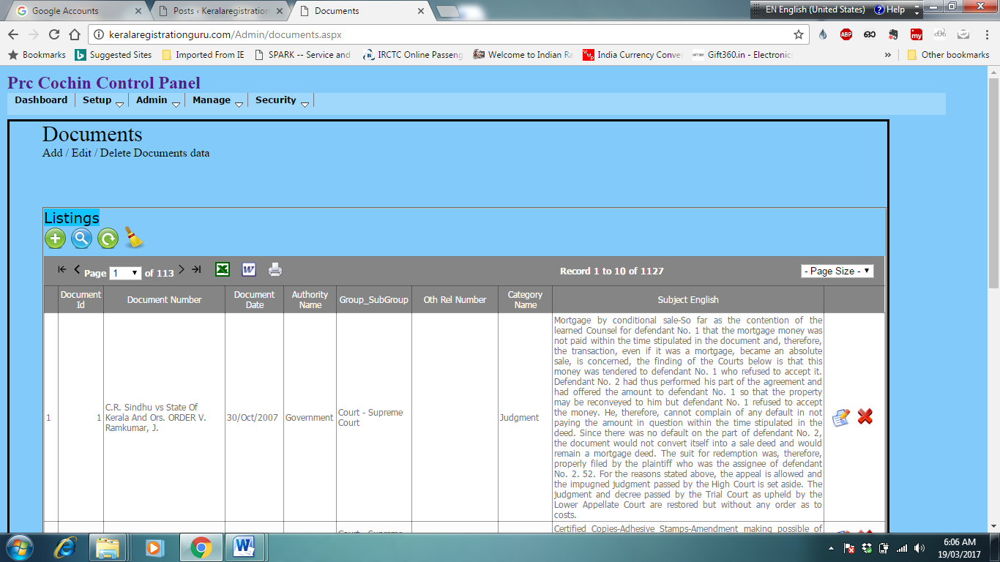 Google Accounts
Posts ‹ Keralaregistration
Documents
EN English (United States)
Help
keralaregistrationguru.com/Admin/documents.aspx
ABP
my
Bookmarks
Suggested Sites
Imported From IE
SPARK -- Service and
IRCTC Online Passeng
Welcome to Indian Ra
India Currency Conver
Gift360.in - Electronic
»
Other bookmarks
Prc Cochin Control Panel
Dashboard Setup Admin Manage Security
Documents
Add / Edit / Delete Documents data
Listings
Page 1 of 113
Record 1 to 10 of 1127
- Page Size -
Document Id
Document Number
Document Date
Authority Name
Group_SubGroup
Oth Rel Number
Category Name
Subject English
1
1
C.R. Sindhu vs State Of
Kerala And Ors. ORDER V.
Ramkumar, J.
30/Oct/2007
Government
Court - Supreme
Court
Judgment
Mortgage by conditional sale-So far as the contention of the
learned Counsel for defendant No. 1 that the mortgage money was
not paid within the time stipulated in the document and, therefore,
the transaction, even if it was a mortgage, became an absolute
sale, is concerned, the finding of the Courts below is that this
money was tendered to defendant No. 1 who refused to accept it.
Defendant No. 2 had thus performed his part of the agreement and
had offered the amount to defendant No. 1 so that the property
may be reconveyed to him but defendant No. 1 refused to accept
the money. He, therefore, cannot complain of any default in not
paying the amount in question within the time stipulated in the
deed. Since there was no default on the part of defendant No. 2,
the document would not convert itself into a sale deed and would
remain a mortgage deed. The suit for redemption was, therefore,
properly filed by the plaintiff who was the assignee of defendant
No. 2. 52. For the reasons stated above, the appeal is allowed and
the impugned judgment passed by the High Court is set aside. The
judgment and decree passed by the Trial Court as upheld by the
Lower Appellate Court are restored but without any order as to
costs.
Court - Supreme
Certified Copies-Adhesive Stamps-Amendment making possible of
6:06 AM
19/03/2017